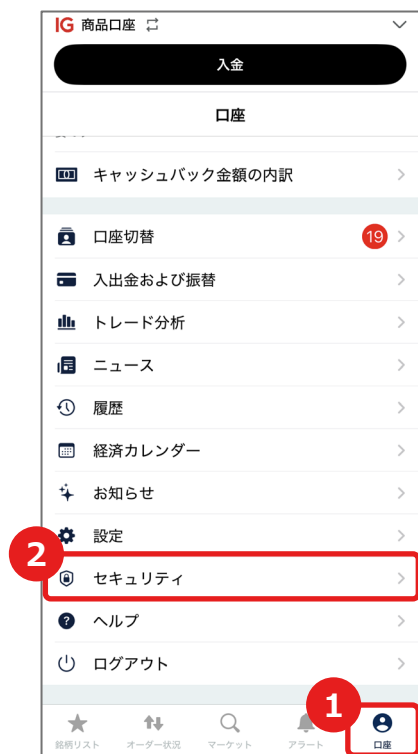 IG 商品口座
入金
口座
キャッシュバック金額の内訳
口座切替 19
入出金および振替
トレード分析
ニュース
履歴
経済カレンダー
お知らせ
設定
2
セキュリティ
ヘルプ
ログアウト
1
銘柄リスト オーダー状況 マーケット アラート 口座